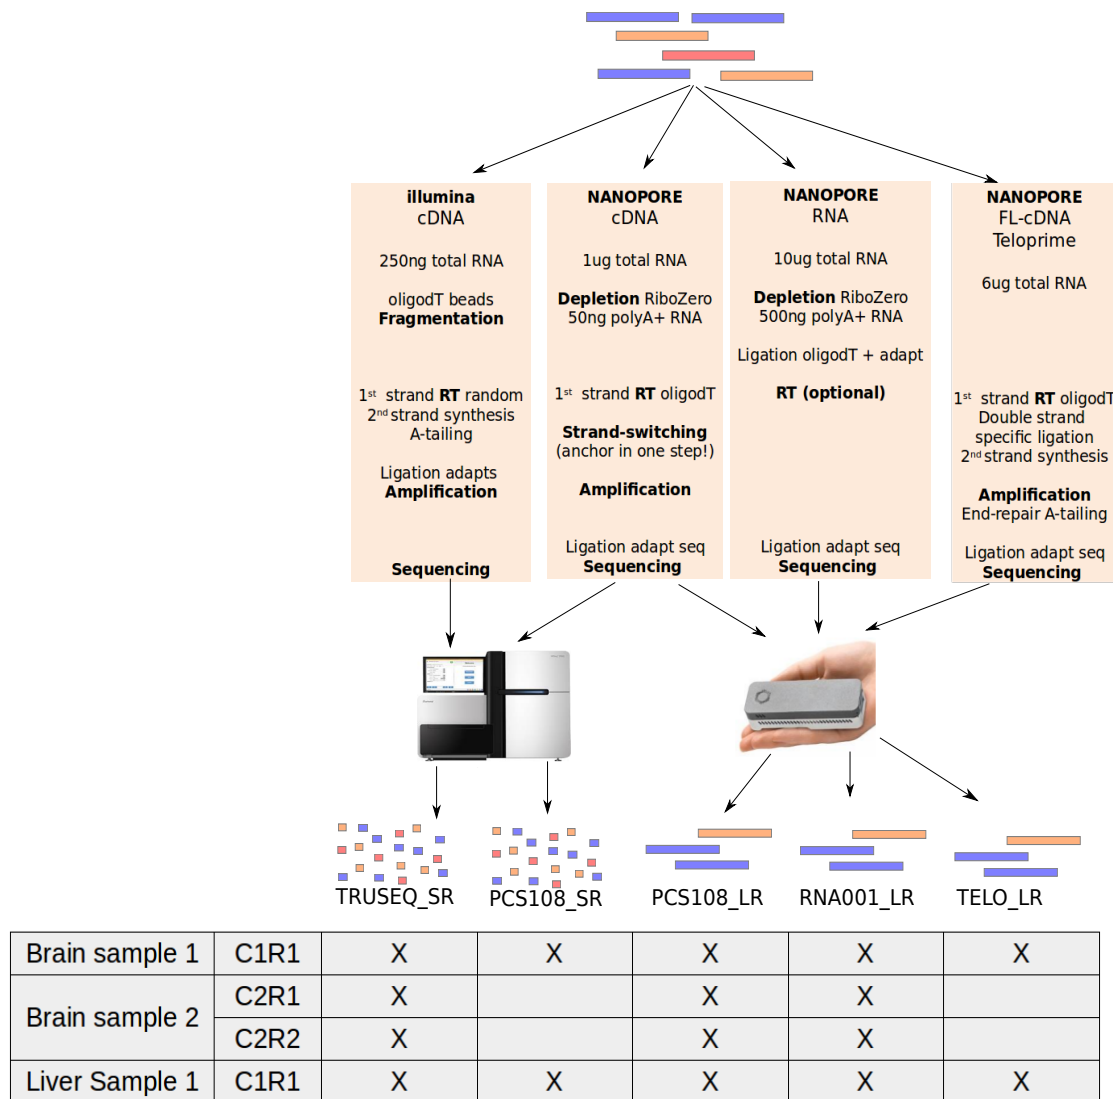 illumina
cDNA
250ng total RNA
oligodT beads
Fragmentation
1st strand RT random
2nd strand synthesis
A-tailing
Ligation adapts
Amplification
Sequencing
NANOPORE
cDNA
1ug total RNA
Depletion RiboZero
50ng polyA+ RNA
1st strand RT oligodT
Strand-switching
(anchor in one step!)
Amplification
Ligation adapt seq
Sequencing
NANOPORE
RNA
10ug total RNA
Depletion RiboZero
500ng polyA+ RNA
Ligation oligodT + adapt
RT (optional)
Ligation adapt seq
Sequencing
NANOPORE
FL-cDNA
Teloprime
6ug total RNA
1st strand RT oligodT
Double strand
specific ligation
2nd strand synthesis
Amplification
End-repair A-tailing
Ligation adapt seq
Sequencing
TRUSEQ_SR PCS108_SR PCS108_LR RNA001_LR TELO_LR
Brain sample 1 C1R1 X X X X X
Brain sample 2 C2R1 X X X
C2R2 X X X
Liver Sample 1 C1R1 X X X X X